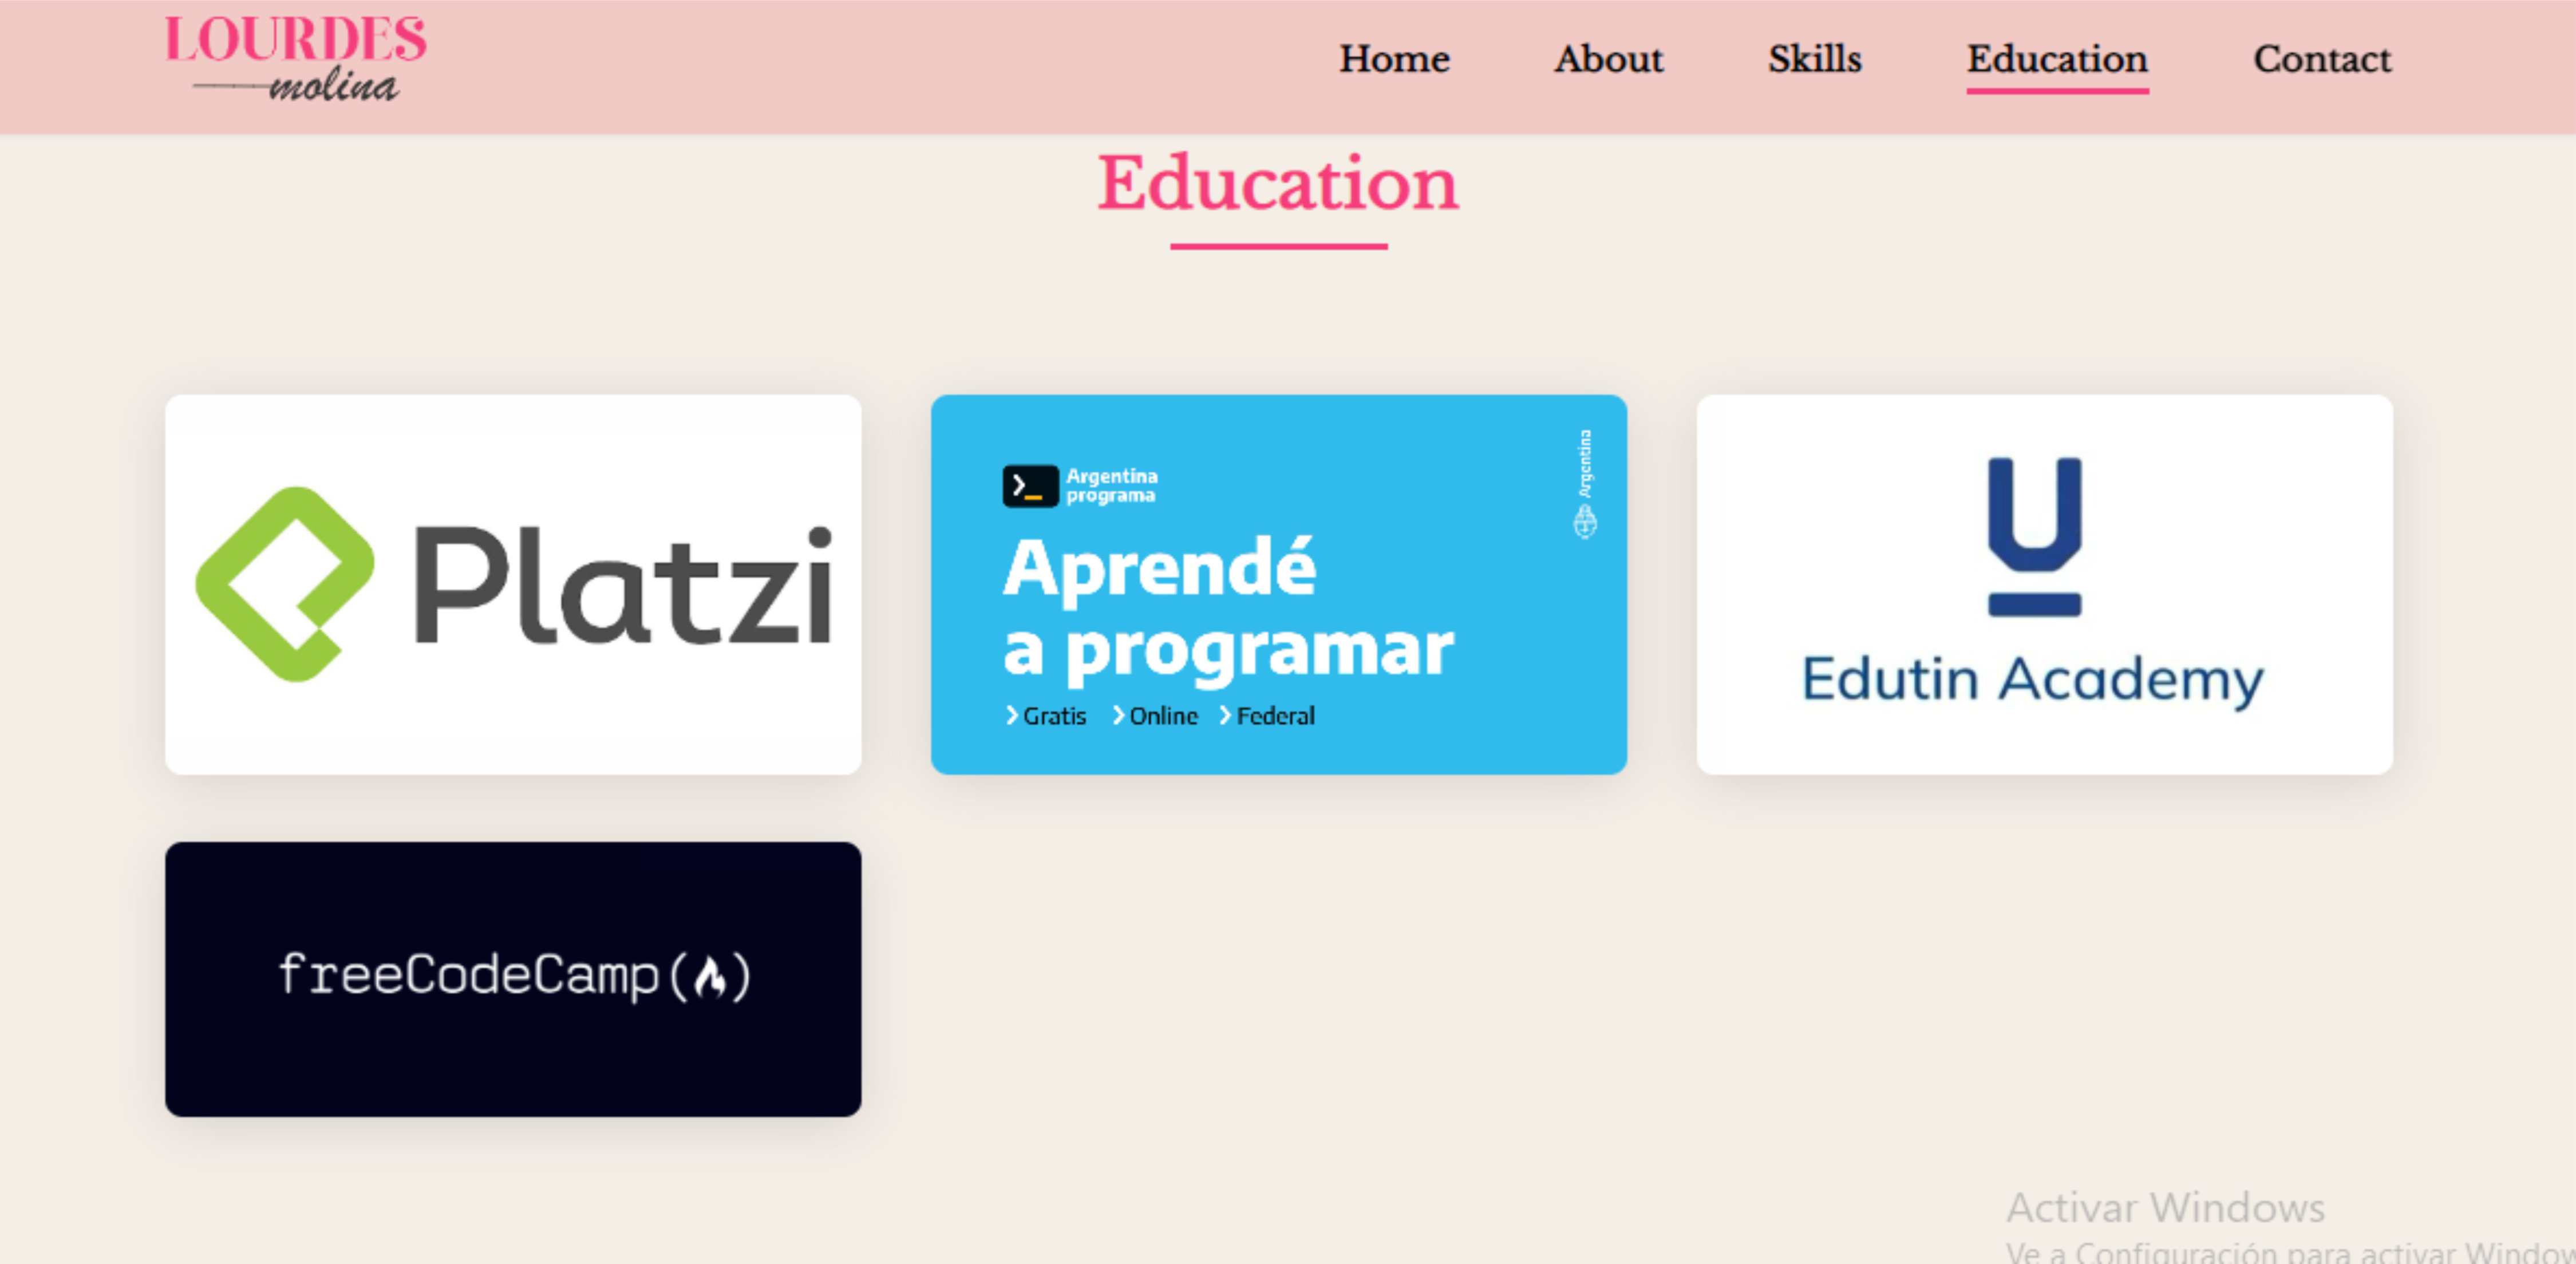 LOURDES
molina
Home About Skills Education Contact
Education
Platzi
>_ Argentina
programa
Argentina
Aprendé
a programar
Gratis Online Federal
Edutin Academy
freeCodeCamp()
Activar Windows
Ve a Configuración para activar Window